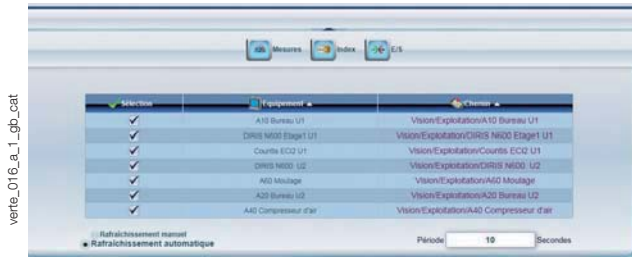 Mesures Index E/S
Sélection Equipement Chemin
A10 Bureau U1 Vision/Exploitation/A10 Bureau U1
DIRIS N600 Etage1 U1 Vision/Exploitation/DIRIS N600 Etage1 U1
Countis ECI2 U1 Vision/Exploitation/Countis ECI2 U1
DIRIS N600 U2 Vision/Exploitation/DIRIS N600 U2
A60 Moulage Vision/Exploitation/A60 Moulage
A20 Bureau U2 Vision/Exploitation/A20 Bureau U2
A40 Compresseur d'air Vision/Exploitation/A40 Compresseur d'air
Rafraîchissement manuel
Rafraîchissement automatique Période 10 Secondes
verte_016_a_1_gb_cat